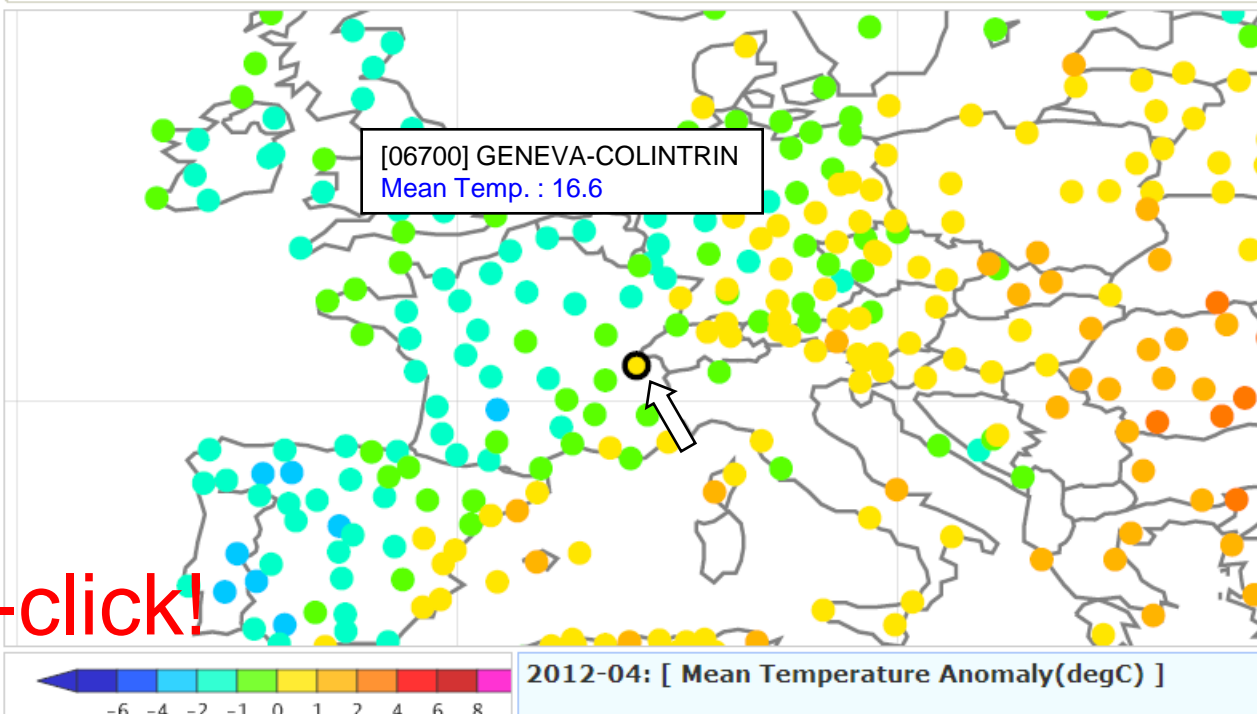 [06700] GENEVA-COLINTRIN
Mean Temp. : 16.6
-click!
2012-04: [ Mean Temperature Anomaly(degC) ]
-6 -4 -2 -1 0 1 2 4 6 8